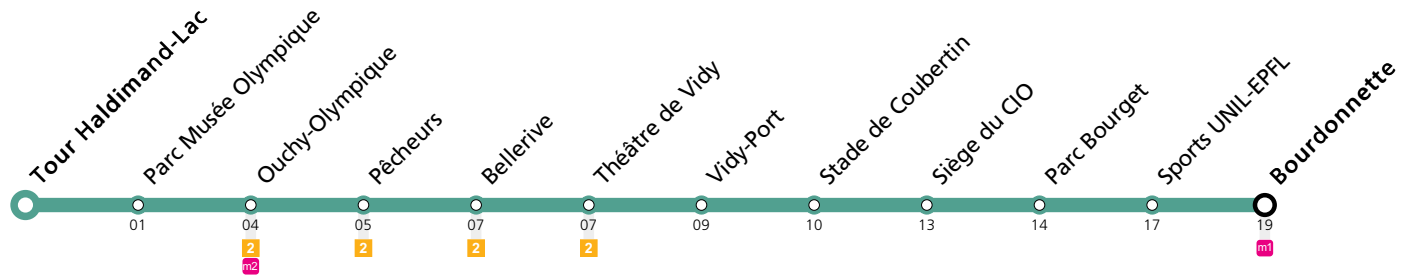 Tour Haldimand-Lac
Parc Musée Olympique
Ouchy-Olympique
Pêcheurs
Bellerive
Théâtre de Vidy
Vidy-Port
Stade de Coubertin
Siège du CIO
Parc Bourget
Sports UNIL-EPFL
Bourdonnette
01
04
05
07
07
09
10
13
14
17
19
2
2
2
2
m1
m2